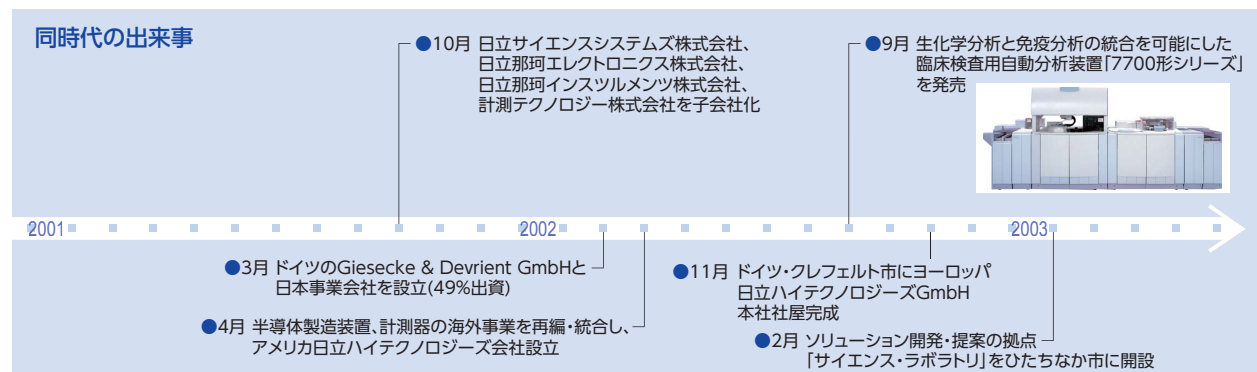 同時代の出来事
●10月 日立サイエンスシステムズ株式会社、
日立那珂エレクトロニクス株式会社、
日立那珂インスツルメンツ株式会社、
計測テクノロジー株式会社を子会社化
●9月 生化学分析と免疫分析の統合を可能にした
臨床検査用自動分析装置「7700形シリーズ」
を発売
2001 2002 2003
●3月 ドイツのGiesecke & Devrient GmbHと
日本事業会社を設立(49%出資)
●4月 半導体製造装置、計測器の海外事業を再編・統合し、
アメリカ日立ハイテクノロジーズ会社設立
●11月 ドイツ・クレフェルト市にヨーロッパ
日立ハイテクノロジーズGmbH
本社社屋完成
●2月 ソリューション開発・提案の拠点
「サイエンス・ラボラトリ」をひたちなか市に開設